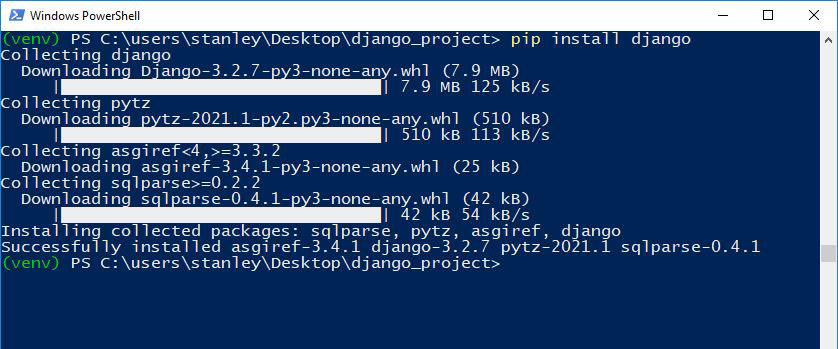 Windows PowerShell
(venv) PS C:\users\stanley\Desktop\django_project> pip install django
Collecting django
  Downloading Django-3.2.7-py3-none-any.whl (7.9 MB)
     |████████████████████████████████| 7.9 MB 125 kB/s
Collecting pytz
  Downloading pytz-2021.1-py2.py3-none-any.whl (510 kB)
     |████████████████████████████████| 510 kB 113 kB/s
Collecting asgiref<4,>=3.3.2
  Downloading asgiref-3.4.1-py3-none-any.whl (25 kB)
Collecting sqlparse>=0.2.2
  Downloading sqlparse-0.4.1-py3-none-any.whl (42 kB)
     |████████████████████████████████| 42 kB 54 kB/s
Installing collected packages: sqlparse, pytz, asgiref, django
Successfully installed asgiref-3.4.1 django-3.2.7 pytz-2021.1 sqlparse-0.4.1
(venv) PS C:\users\stanley\Desktop\django_project>